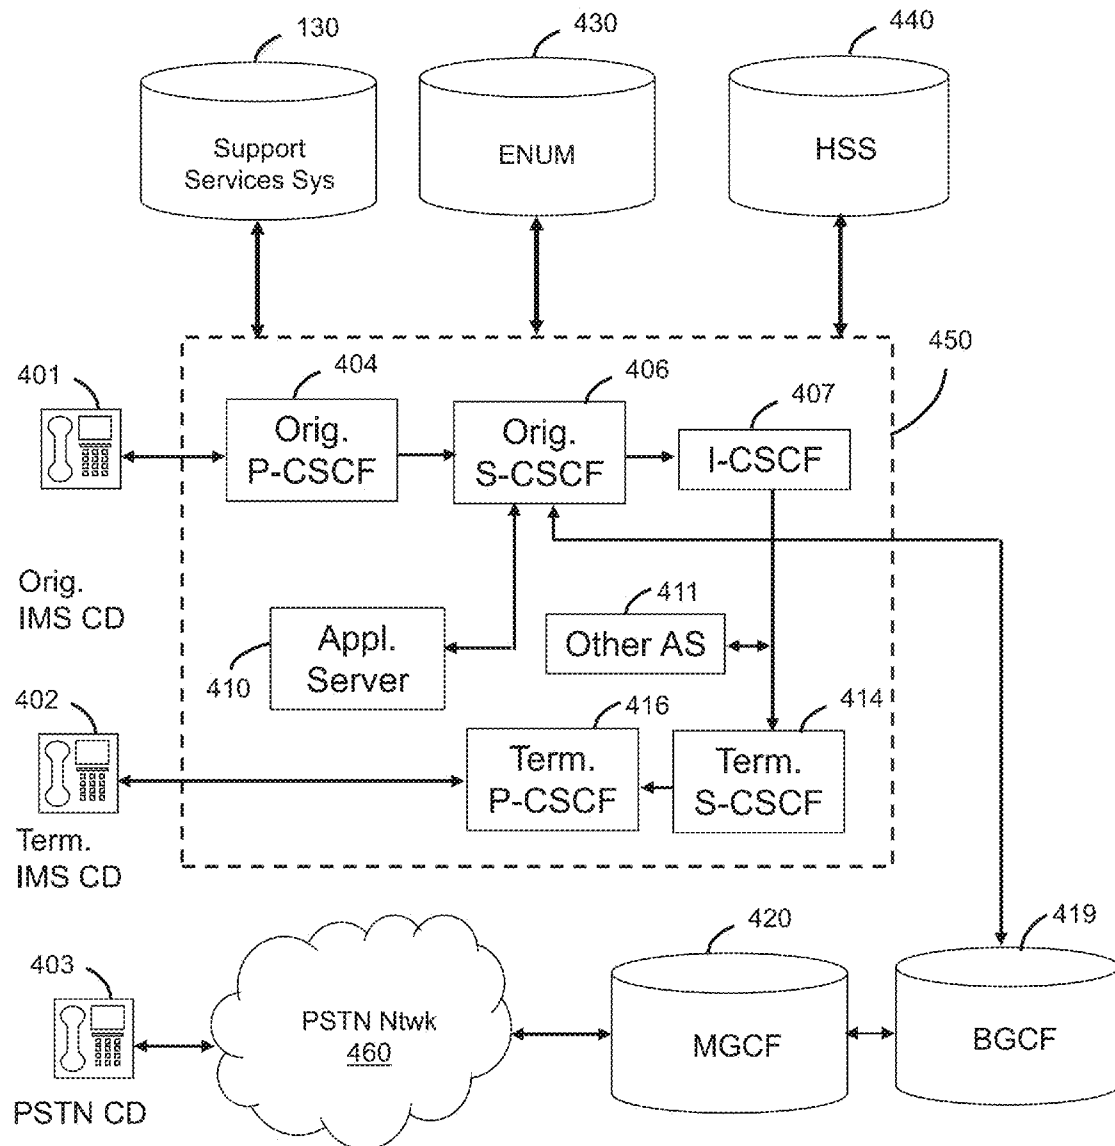 130
430
440
Support
Services Sys
ENUM
HSS
450
401
404
406
407
Orig.
P-CSCF
Orig.
S-CSCF
I-CSCF
Orig.
IMS CD
411
Appl.
Server
Other AS
410
402
416
414
Term.
P-CSCF
Term.
S-CSCF
Term.
IMS CD
420
419
403
PSTN Ntwk
460
MGCF
BGCF
PSTN CD